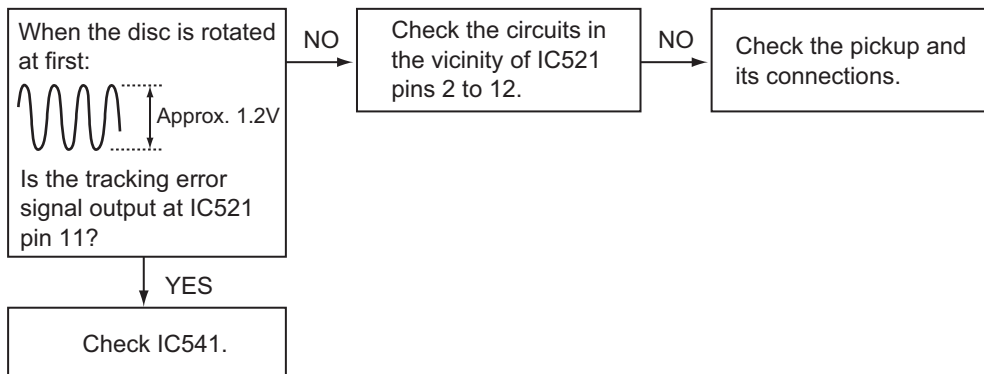 When the disc is rotated
at first:
Approx. 1.2V
Is the tracking error
signal output at IC521
pin 11?
NO
Check the circuits in
the vicinity of IC521
pins 2 to 12.
NO
Check the pickup and
its connections.
YES
Check IC541.